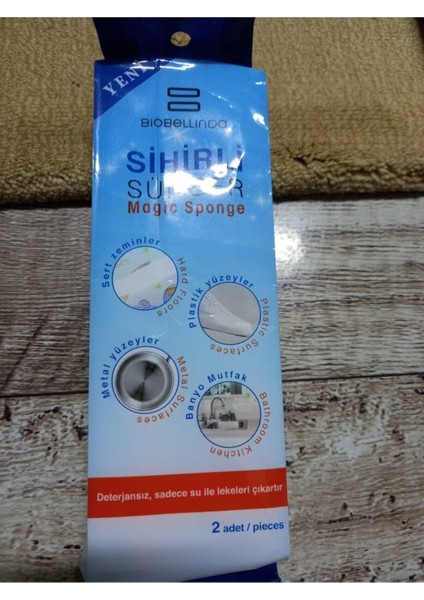 YENİ
BIOBELLINDA
SİHİRLİ
SÜNGER
Magic Sponge
Sert zeminler
Hard Floors
Plastik yüzeyler
Plastic Surfaces
Metal yüzeyler
Metal Surfaces
Banyo Mutfak
Bathroom Kitchen
Deterjansız, sadece su ile lekeleri çıkartır
2 adet / pieces